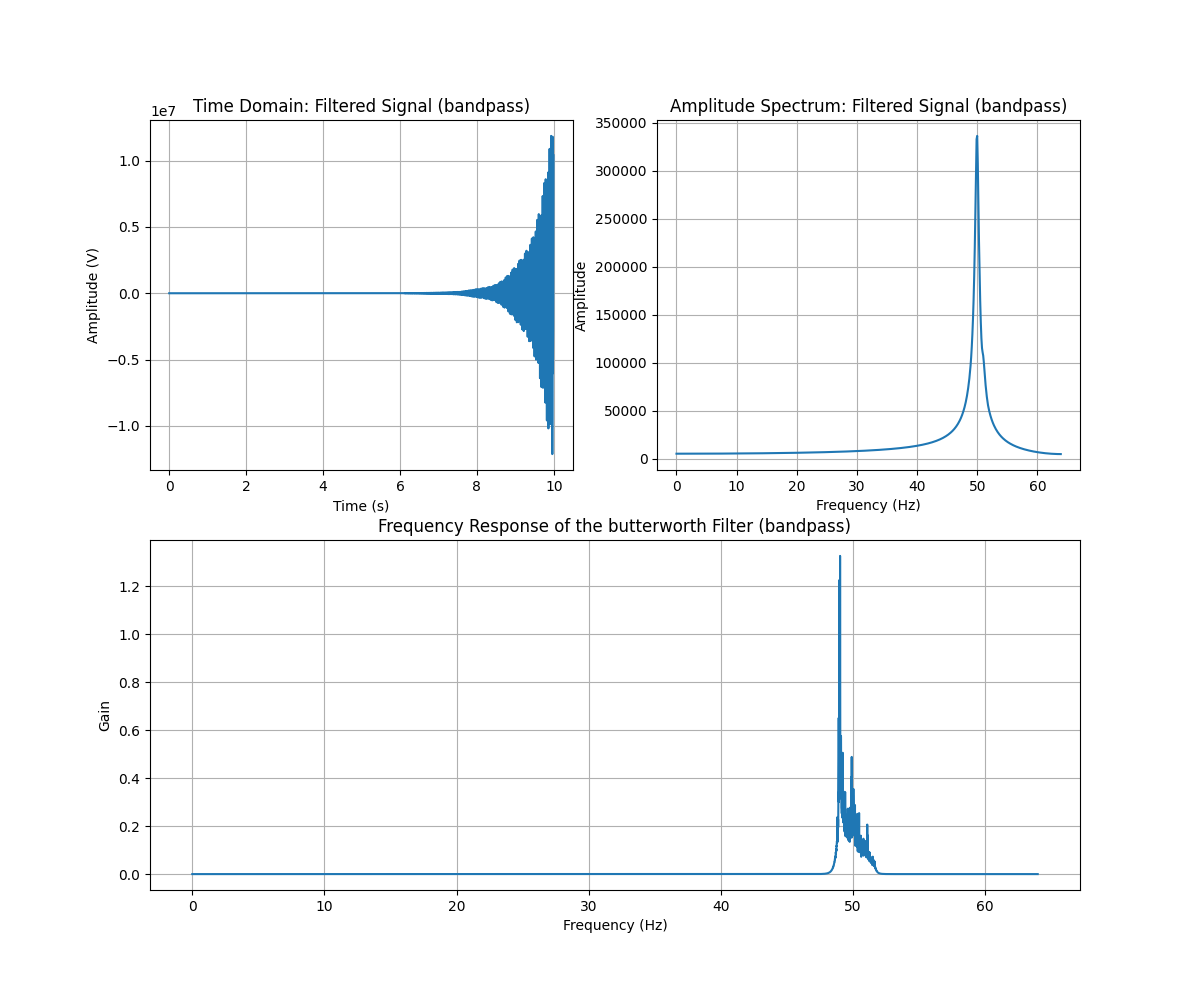 Time Domain: Filtered Signal (bandpass)
1e7
1.0
0.5
0.0
−0.5
−1.0
Amplitude (V)
0 2 4 6 8 10
Time (s)
Amplitude Spectrum: Filtered Signal (bandpass)
350000
300000
250000
200000
150000
100000
50000
0
Amplitude
0 10 20 30 40 50 60
Frequency (Hz)
Frequency Response of the butterworth Filter (bandpass)
1.2
1.0
0.8
0.6
0.4
0.2
0.0
Gain
0 10 20 30 40 50 60
Frequency (Hz)